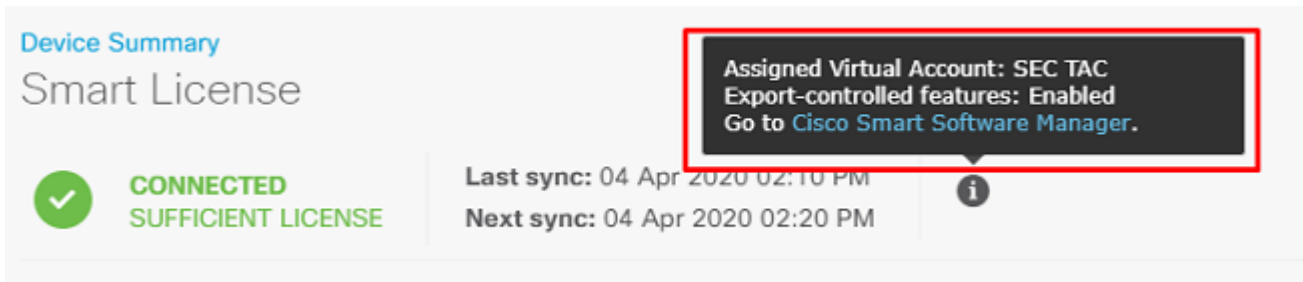 Device Summary
Smart License
Assigned Virtual Account: SEC TAC
Export-controlled features: Enabled
Go to Cisco Smart Software Manager.
CONNECTED
SUFFICIENT LICENSE
Last sync: 04 Apr 2020 02:10 PM
Next sync: 04 Apr 2020 02:20 PM